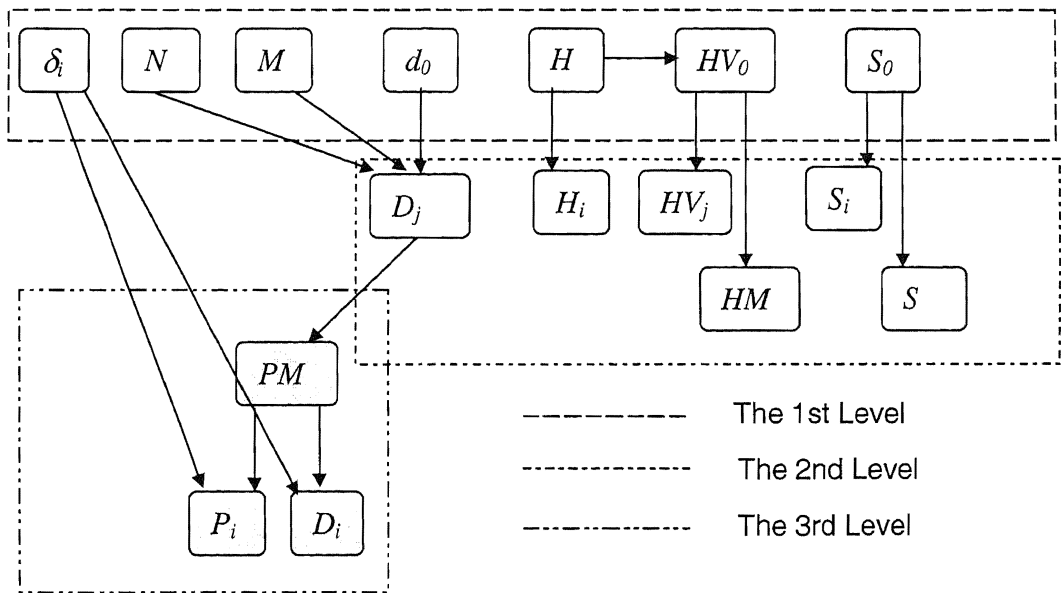 δi N M d0 H HV0 S0
Dj Hi HVj Si
HM S
PM
The 1st Level
The 2nd Level
Pi Di The 3rd Level